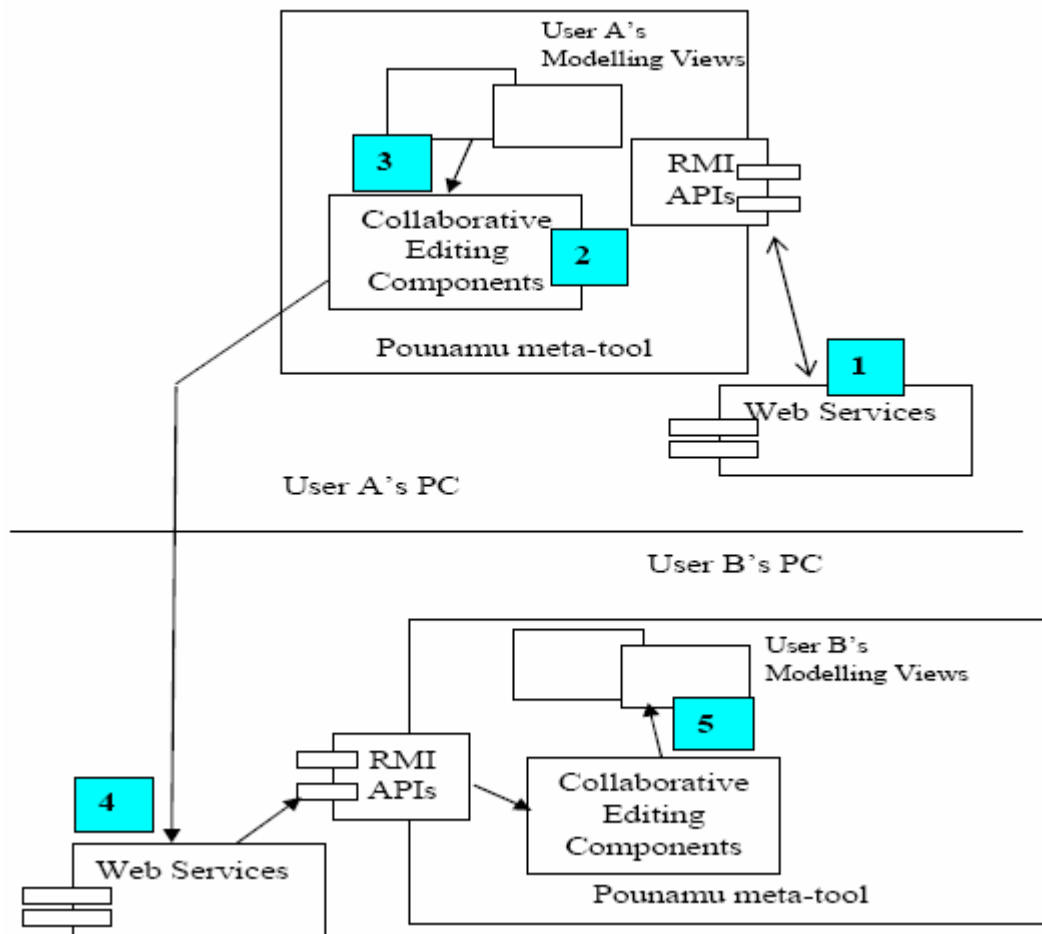 User A's
Modelling Views
3
RMI
APIs
Collaborative
Editing
Components
2
Pounamu meta-tool
1
Web Services
User A's PC
User B's PC
User B's
Modelling Views
5
RMI
APIs
Collaborative
Editing
Components
4
Web Services
Pounamu meta-tool